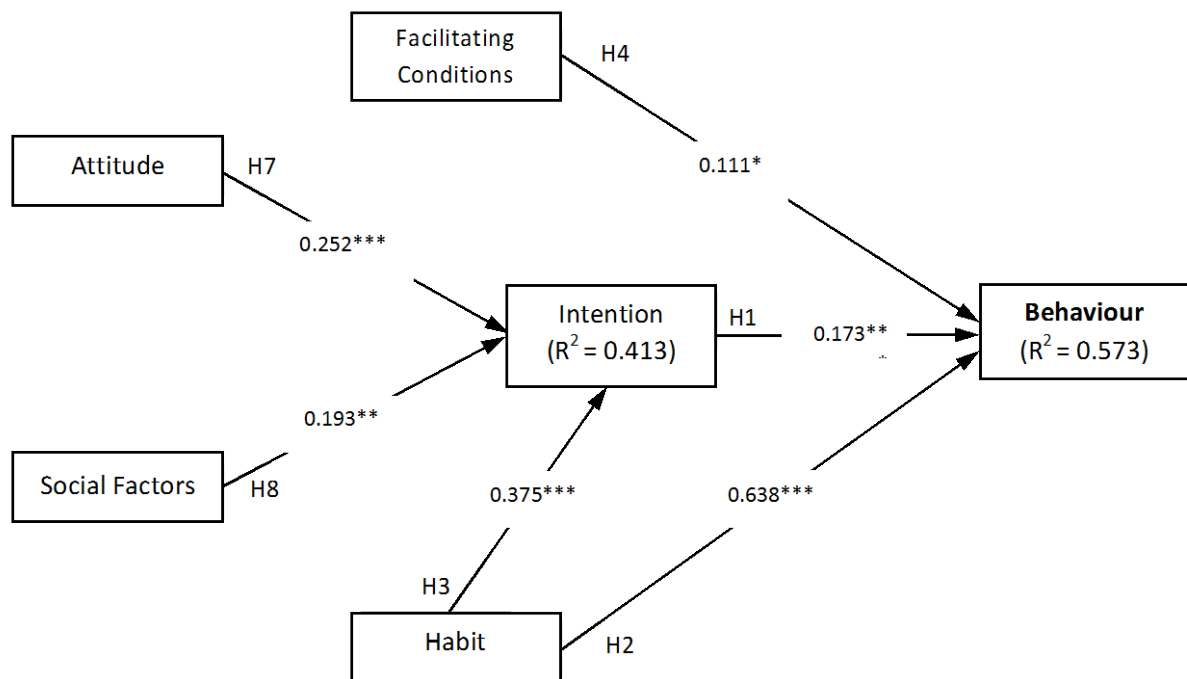 Facilitating
Conditions
H4
Attitude
H7
0.111*
0.252***
Intention
(R² = 0.413)
H1
0.173**
Behaviour
(R² = 0.573)
0.193**
Social Factors
H8
0.375***
0.638***
H3
Habit
H2